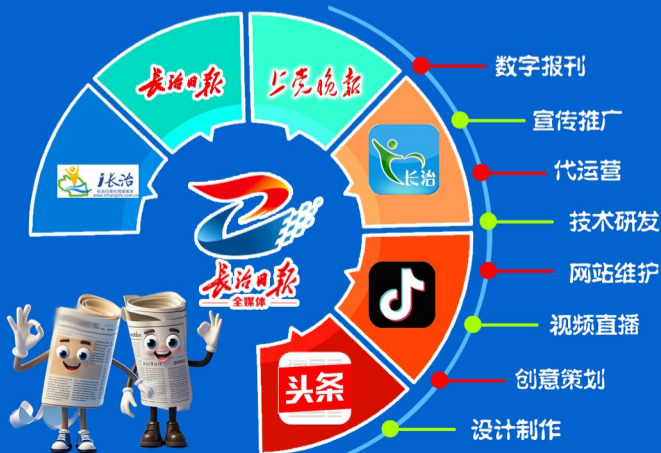 长治日报
上党晚报
i长治
长治
长治日报
全媒体
头条
数字报刊
宣传推广
代运营
技术研发
网站维护
视频直播
创意策划
设计制作